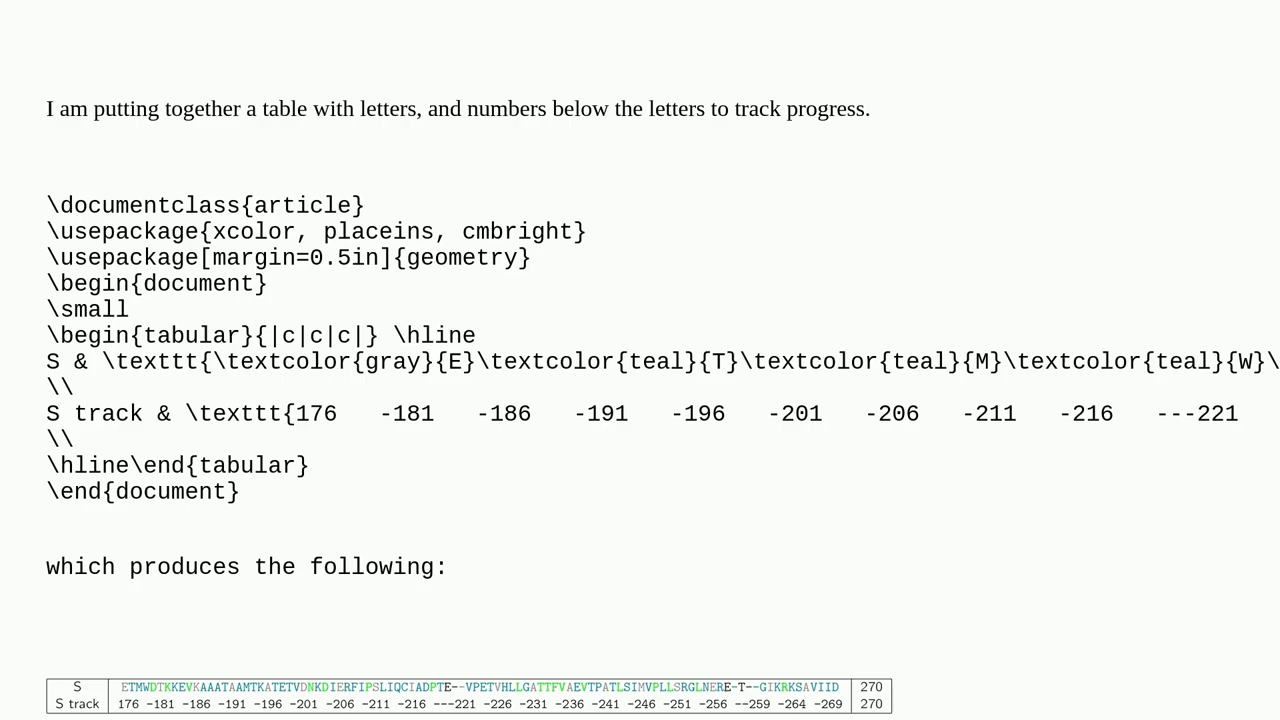 I am putting together a table with letters, and numbers below the letters to track progress.
\documentclass{article}
\usepackage{xcolor, placeins, cmbright}
\usepackage[margin=0.5in]{geometry}
\begin{document}
\small
\begin{tabular}{|c|c|c|} \hline
S & \texttt{\textcolor{gray}{E}\textcolor{teal}{T}\textcolor{teal}{M}\textcolor{teal}{W}\
\\
S track & \texttt{176   -181   -186   -191   -196   -201   -206   -211   -216   ---221
\\
\hline\end{tabular}
\end{document}
which produces the following:
S ETMWDTKKEVKAAATAAMTKATETVDNKDIERFIPSLIQCIADPTE--VPETVHLLGATTFVAEVTPATLSIMVPLLSRGLNERE-T--GIKRKSAVIID 270
S track 176 -181 -186 -191 -196 -201 -206 -211 -216 ---221 -226 -231 -236 -241 -246 -251 -256 --259 -264 -269 270